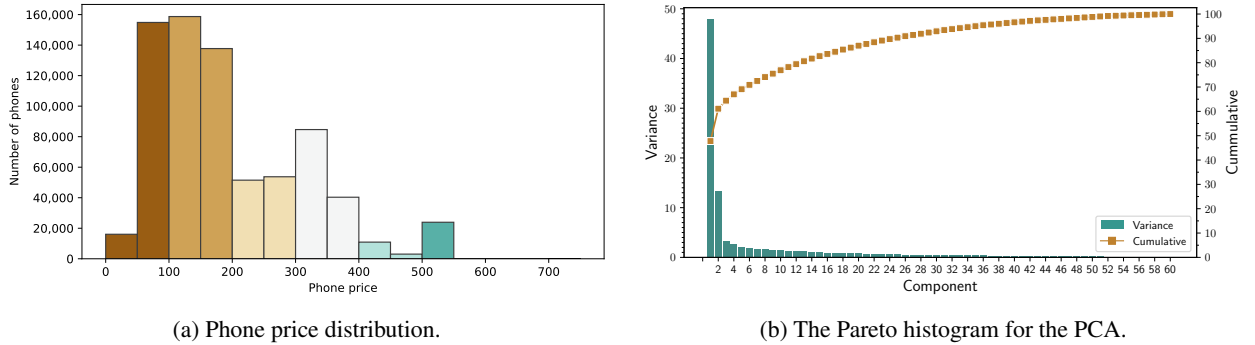 160,000
140,000
120,000
100,000
80,000
60,000
40,000
20,000
0
Number of phones
0 100 200 300 400 500 600 700
Phone price
(a) Phone price distribution.
50
40
30
20
10
0
Variance
100
90
80
70
60
50
40
30
20
10
0
Cummulative
Variance
Cumulative
2 4 6 8 10 12 14 16 18 20 22 24 26 28 30 32 34 36 38 40 42 44 46 48 50 52 54 56 58 60
Component
(b) The Pareto histogram for the PCA.